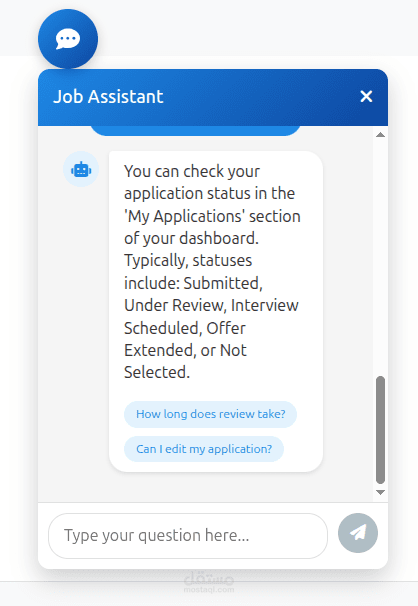 Job Assistant
You can check your
application status in the
'My Applications' section
of your dashboard.
Typically, statuses
include: Submitted,
Under Review, Interview
Scheduled, Offer
Extended, or Not
Selected.
How long does review take?
Can I edit my application?
Type your question here...
مستقل
mostaql.com